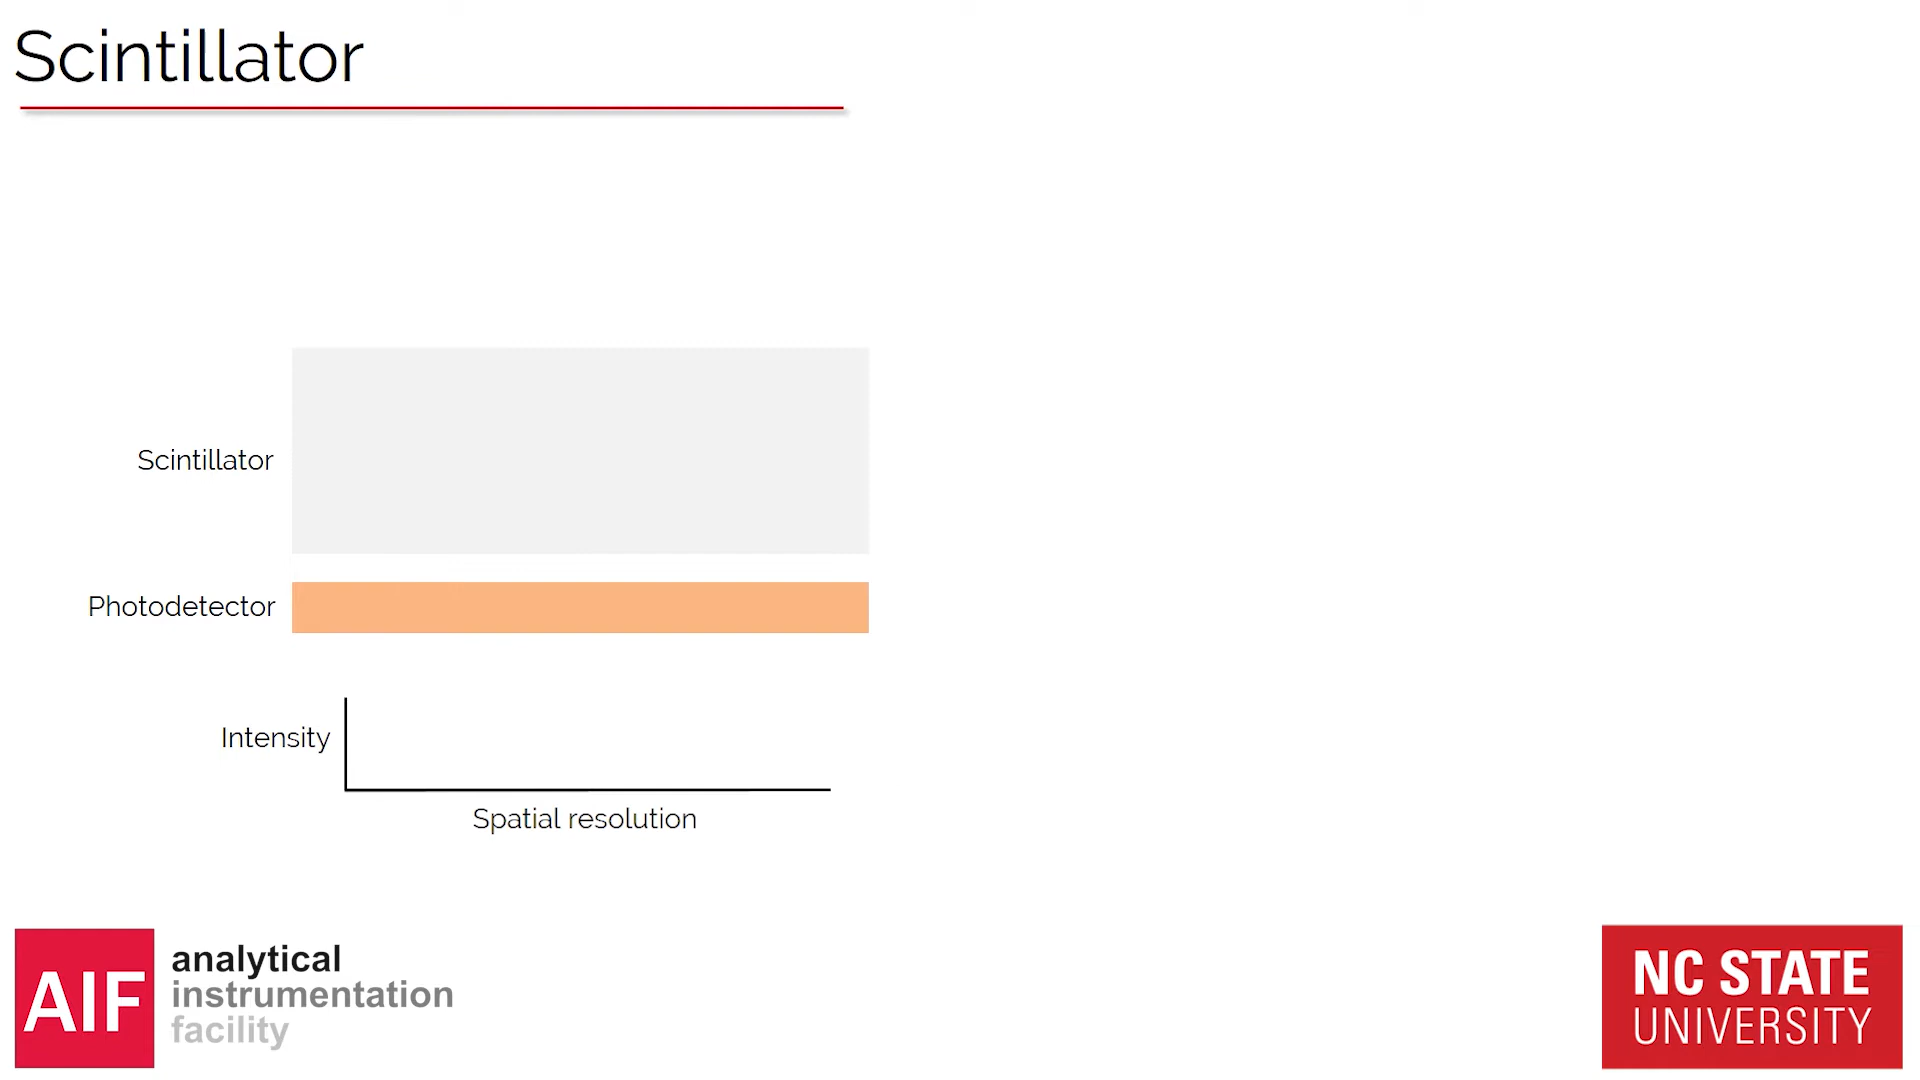 Scintillator
Scintillator
Photodetector
Intensity
Spatial resolution
AIF
analytical
instrumentation
facility
NC STATE
UNIVERSITY